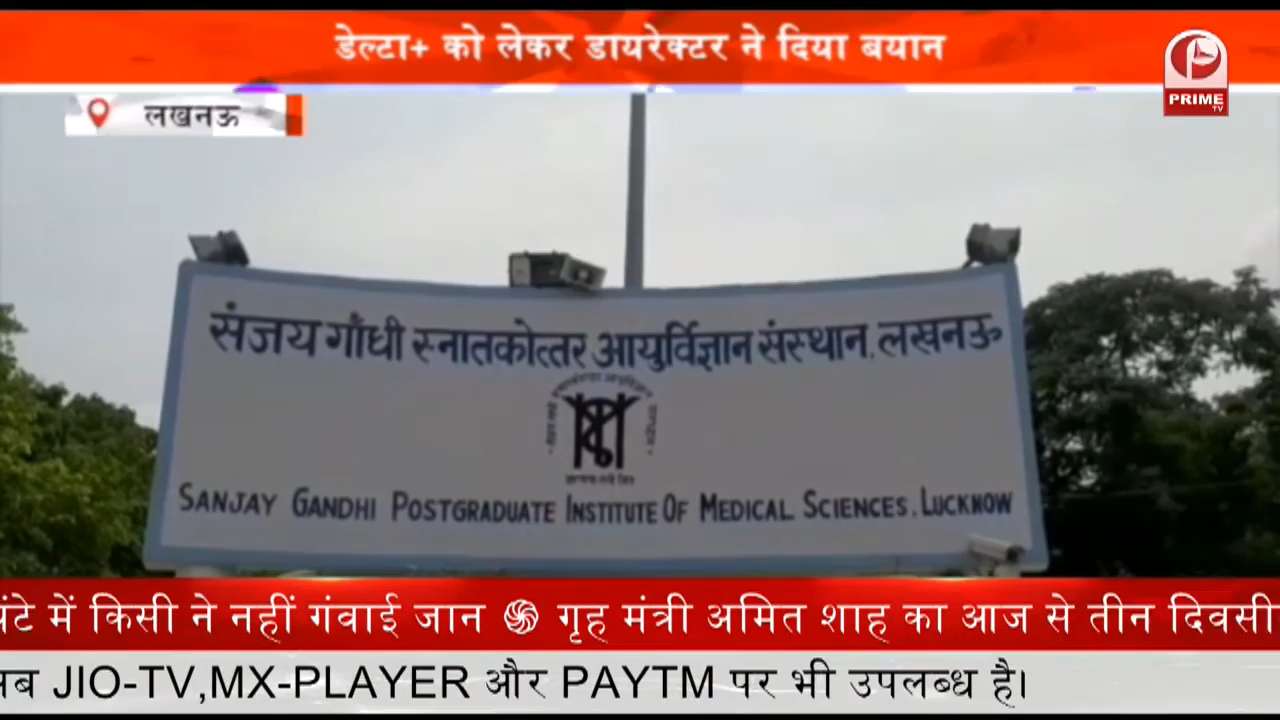 डेल्टा+ को लेकर डायरेक्टर ने दिया बयान
PRIME
TV
लखनऊ
संजय गाँधी स्नातकोत्तर आयुर्विज्ञान संस्थान, लखनऊ
SANJAY GANDHI POSTGRADUATE INSTITUTE OF MEDICAL SCIENCES, LUCKNOW
में किसी ने नहीं गंवाई जान गृह मंत्री अमित शाह का आज से तीन
JIO-TV,MX-PLAYER और PAYTM पर भी उपलब्ध है।